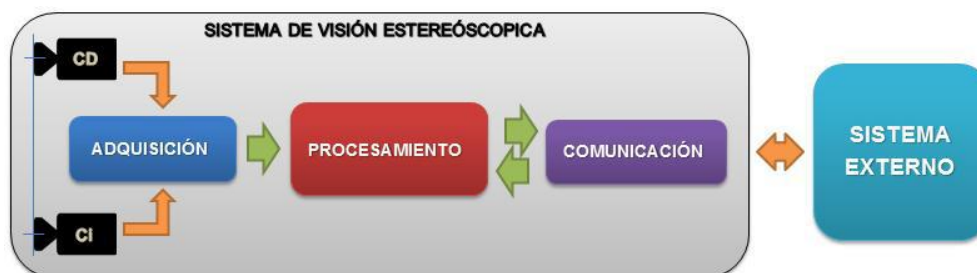 SISTEMA DE VISIÓN ESTEREÓSCOPICA
CD
ADQUISICIÓN
PROCESAMIENTO
COMUNICACIÓN
CI
SISTEMA
EXTERNO